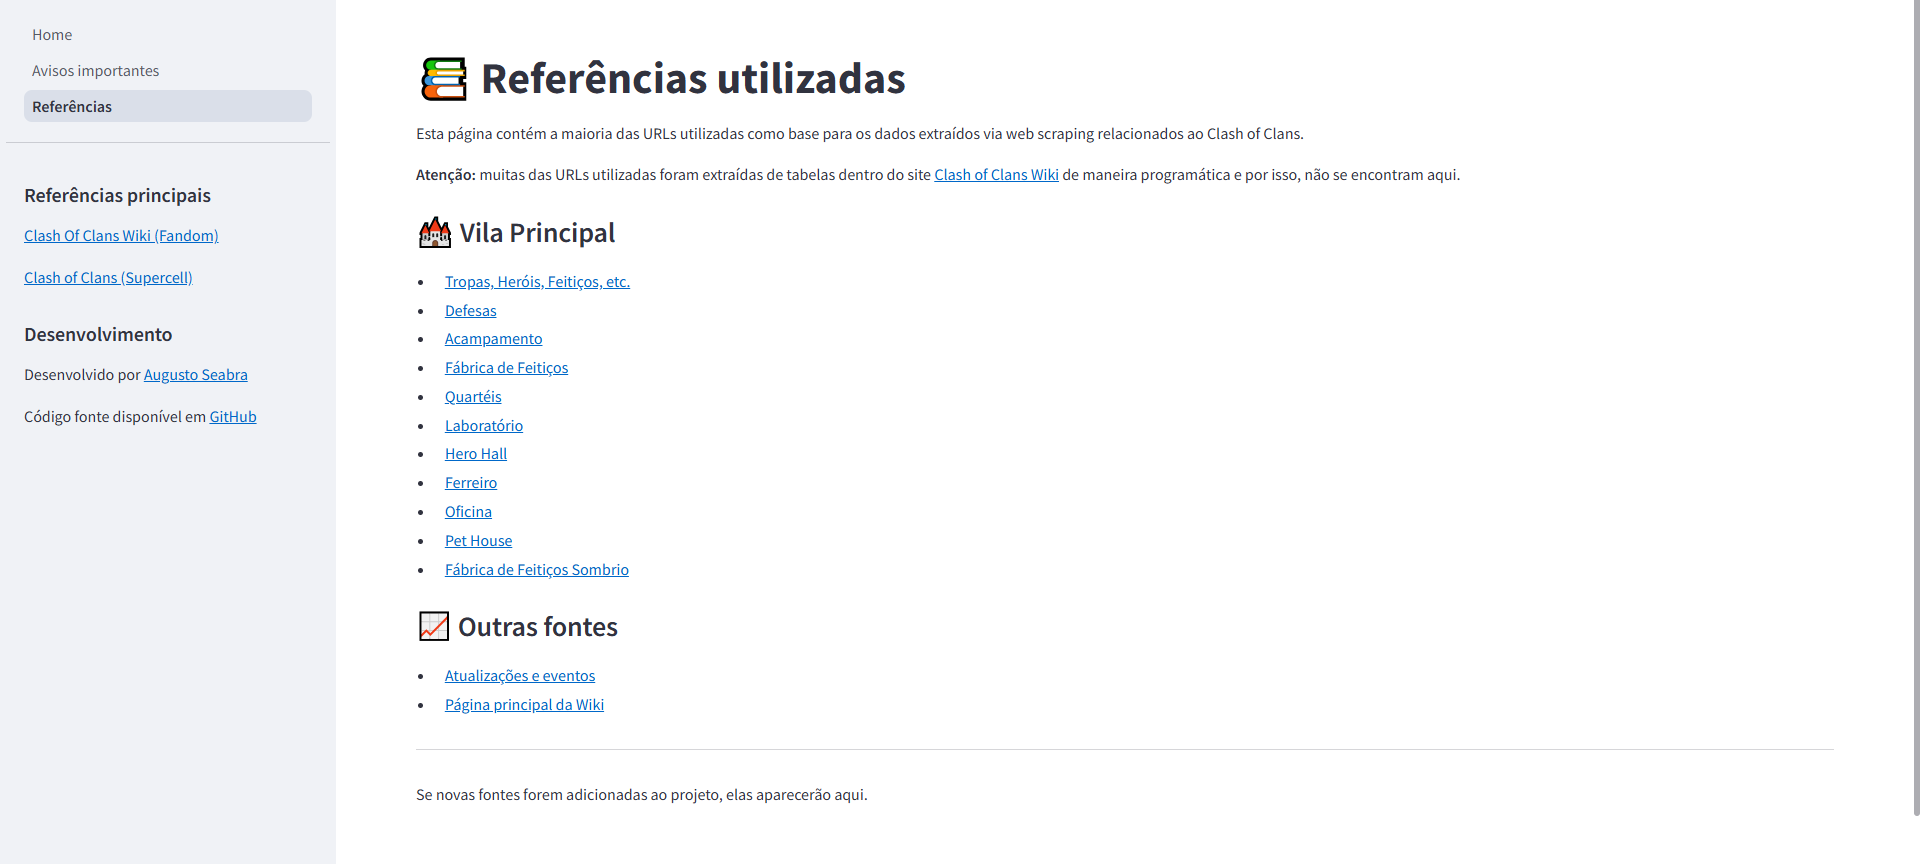 Home
Avisos importantes
Referências
Referências principais
Clash Of Clans Wiki (Fandom)
Clash of Clans (Supercell)
Desenvolvimento
Desenvolvido por Augusto Seabra
Código fonte disponível em GitHub
Referências utilizadas
Esta página contém a maioria das URLs utilizadas como base para os dados extraídos via web scraping relacionados ao Clash of Clans.
Atenção: muitas das URLs utilizadas foram extraídas de tabelas dentro do site Clash of Clans Wiki de maneira programática e por isso, não se encontram aqui.
Vila Principal
Tropas, Heróis, Feitiços, etc.
Defesas
Acampamento
Fábrica de Feitiços
Quartéis
Laboratório
Hero Hall
Ferreiro
Oficina
Pet House
Fábrica de Feitiços Sombrio
Outras fontes
Atualizações e eventos
Página principal da Wiki
Se novas fontes forem adicionadas ao projeto, elas aparecerão aqui.